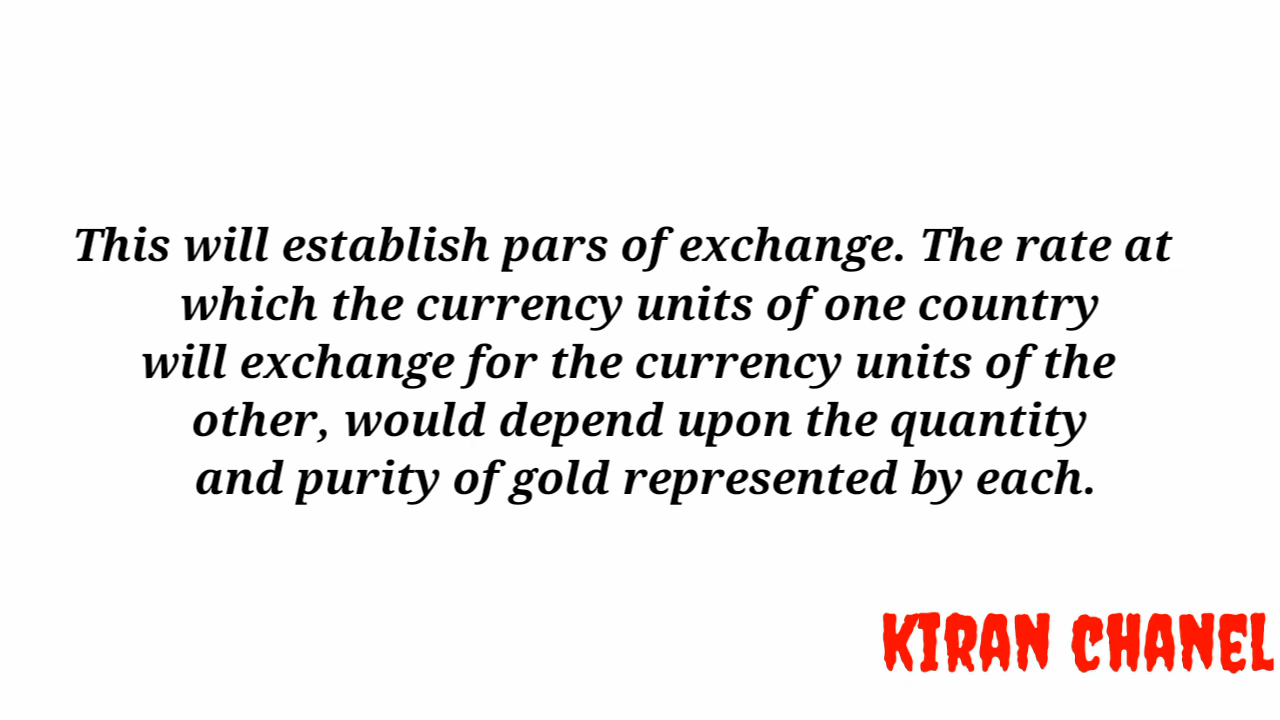 This will establish pars of exchange. The rate at
which the currency units of one country
will exchange for the currency units of the
other, would depend upon the quantity
and purity of gold represented by each.
KIRAN CHANEL